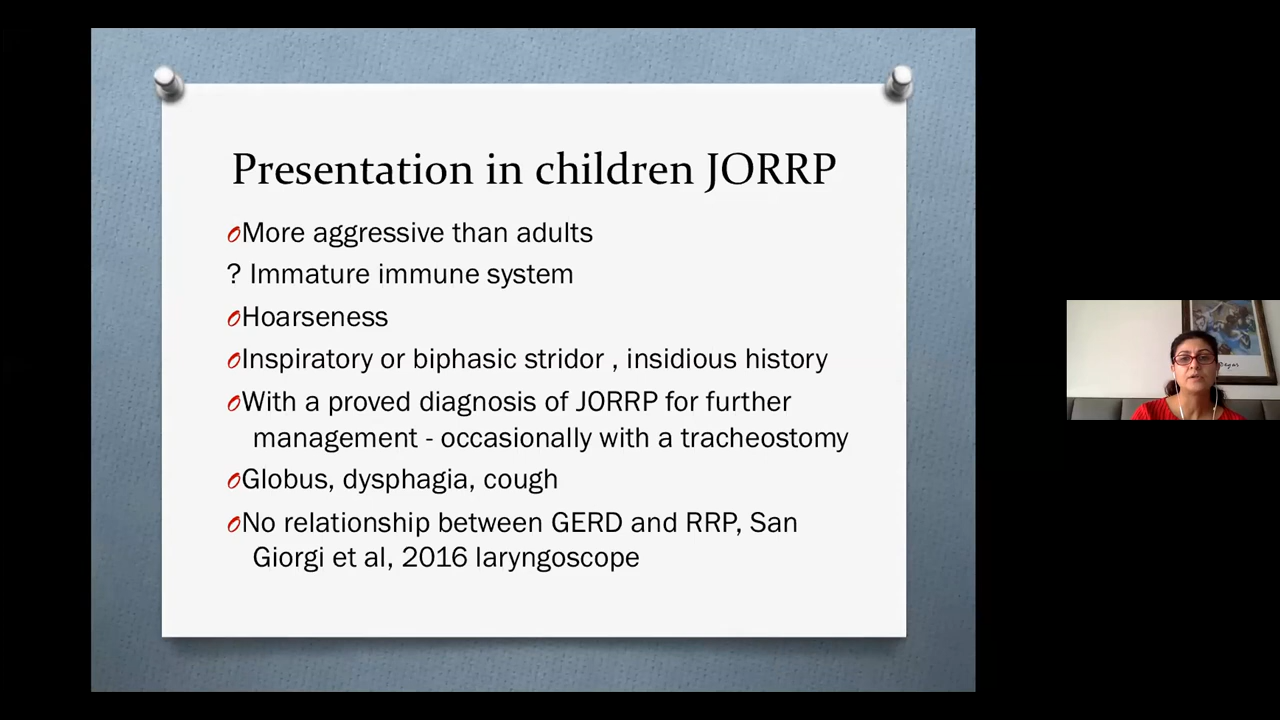 Presentation in children JORRP
More aggressive than adults
? Immature immune system
Hoarseness
Inspiratory or biphasic stridor , insidious history
With a proved diagnosis of JORRP for further
management - occasionally with a tracheostomy
Globus, dysphagia, cough
No relationship between GERD and RRP, San
Giorgi et al, 2016 laryngoscope